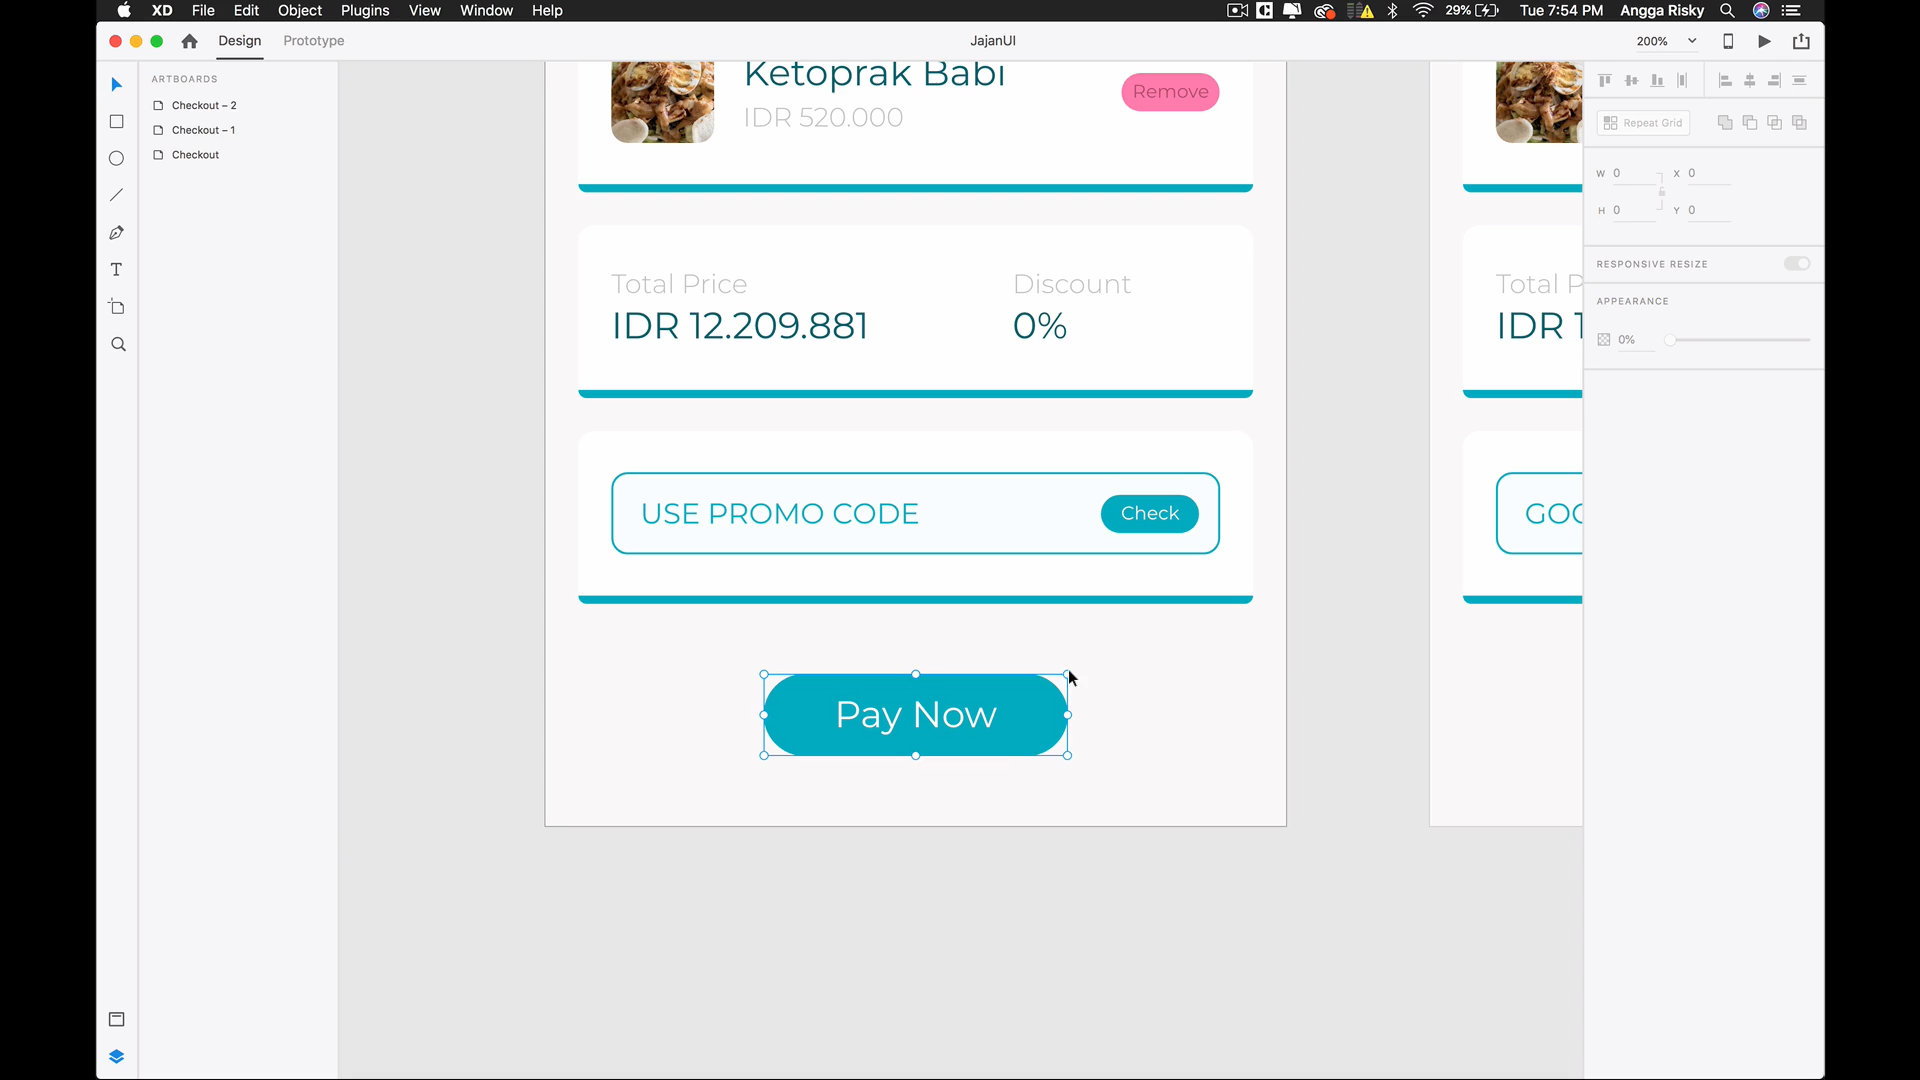 XD File Edit Object Plugins View Window Help 29% Tue 7:54 PM Angga Risky
Design Prototype JajanUI 200%
ARTBOARDS
Checkout – 2
Checkout – 1
Checkout
Ketoprak Babi
IDR 520.000
Remove
Total Price
IDR 12.209.881
Discount
0%
USE PROMO CODE
Check
Pay Now
Total P
IDR 1
GOO
Repeat Grid
W 0 X 0
H 0 Y 0
RESPONSIVE RESIZE
APPEARANCE
0%